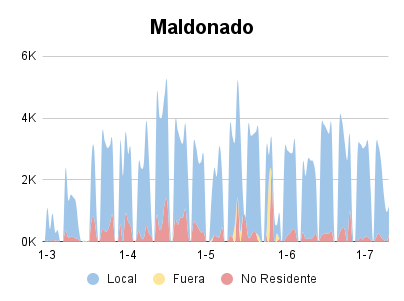 Maldonado
6K
4K
2K
0K
1-3 1-4 1-5 1-6 1-7
Local Fuera No Residente